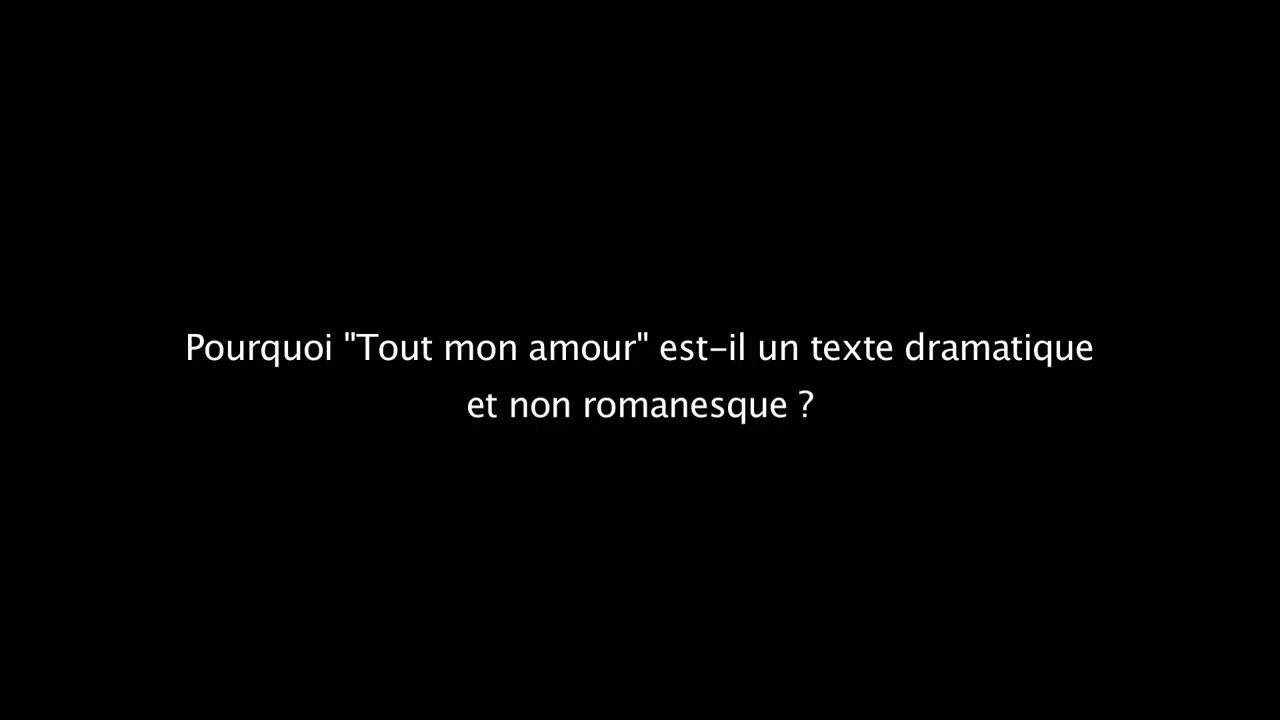 Pourquoi "Tout mon amour" est-il un texte dramatique
et non romanesque ?